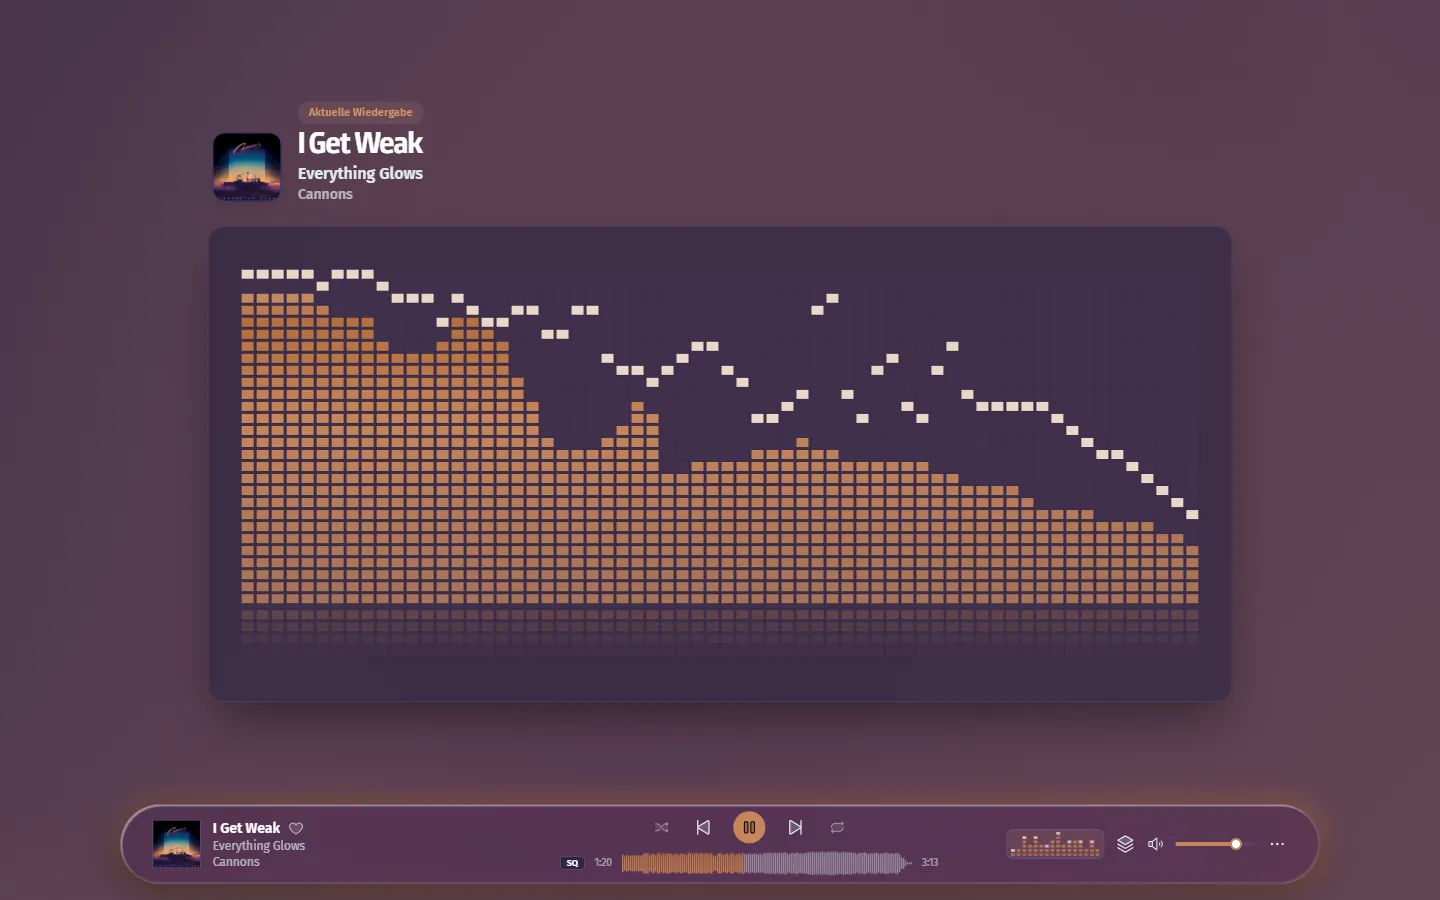 Aktuelle Wiedergabe
I Get Weak
Everything Glows
Cannons
I Get Weak
Everything Glows
Cannons
SQ
1:20
3:13